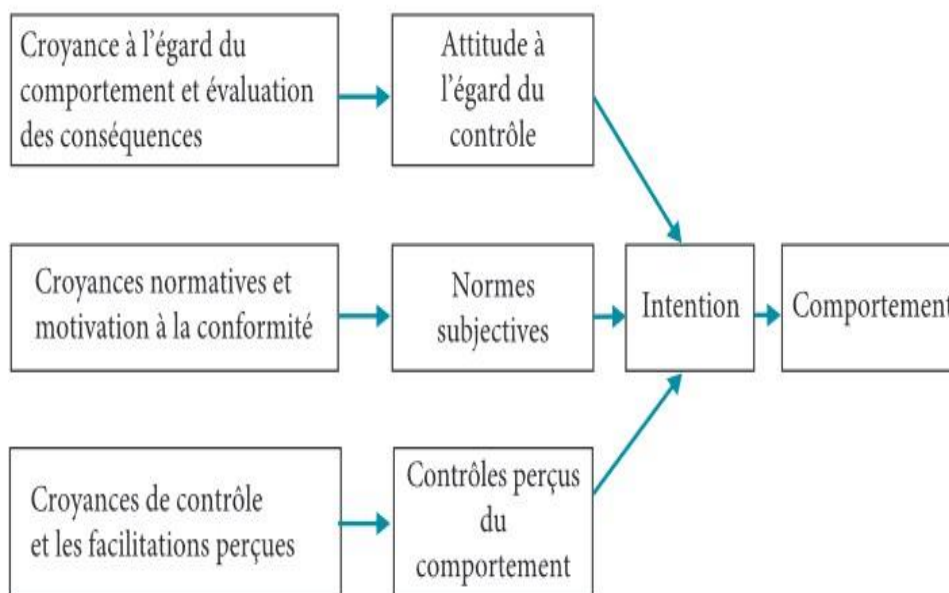 Croyance à l'égard du
comportement et évaluation
des conséquences
Attitude à
l'égard du
contrôle
Croyances normatives et
motivation à la conformité
Normes
subjectives
Intention
Comportement
Croyances de contrôle
et les facilitations perçues
Contrôles perçus
du
comportement